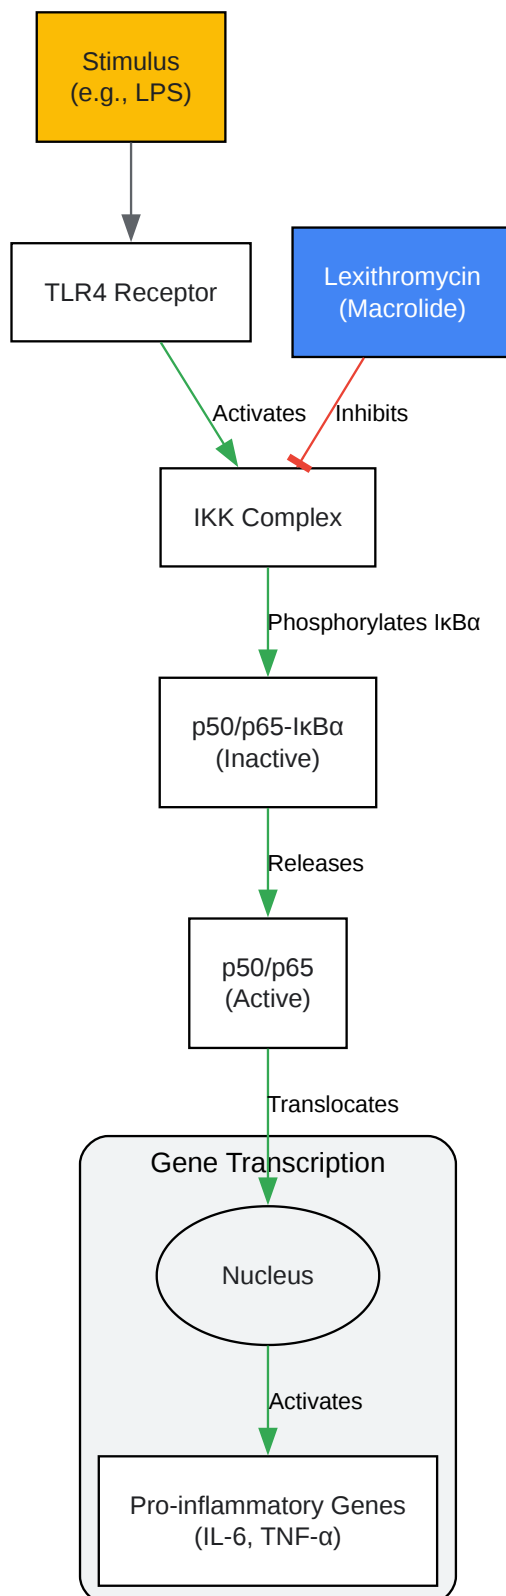 Stimulus
(e.g., LPS)
TLR4 Receptor
Lexithromycin
(Macrolide)
Activates
Inhibits
IKK Complex
Phosphorylates IκBα
p50/p65-IκBα
(Inactive)
Releases
p50/p65
(Active)
Translocates
Gene Transcription
Nucleus
Activates
Pro-inflammatory Genes
(IL-6, TNF-α)